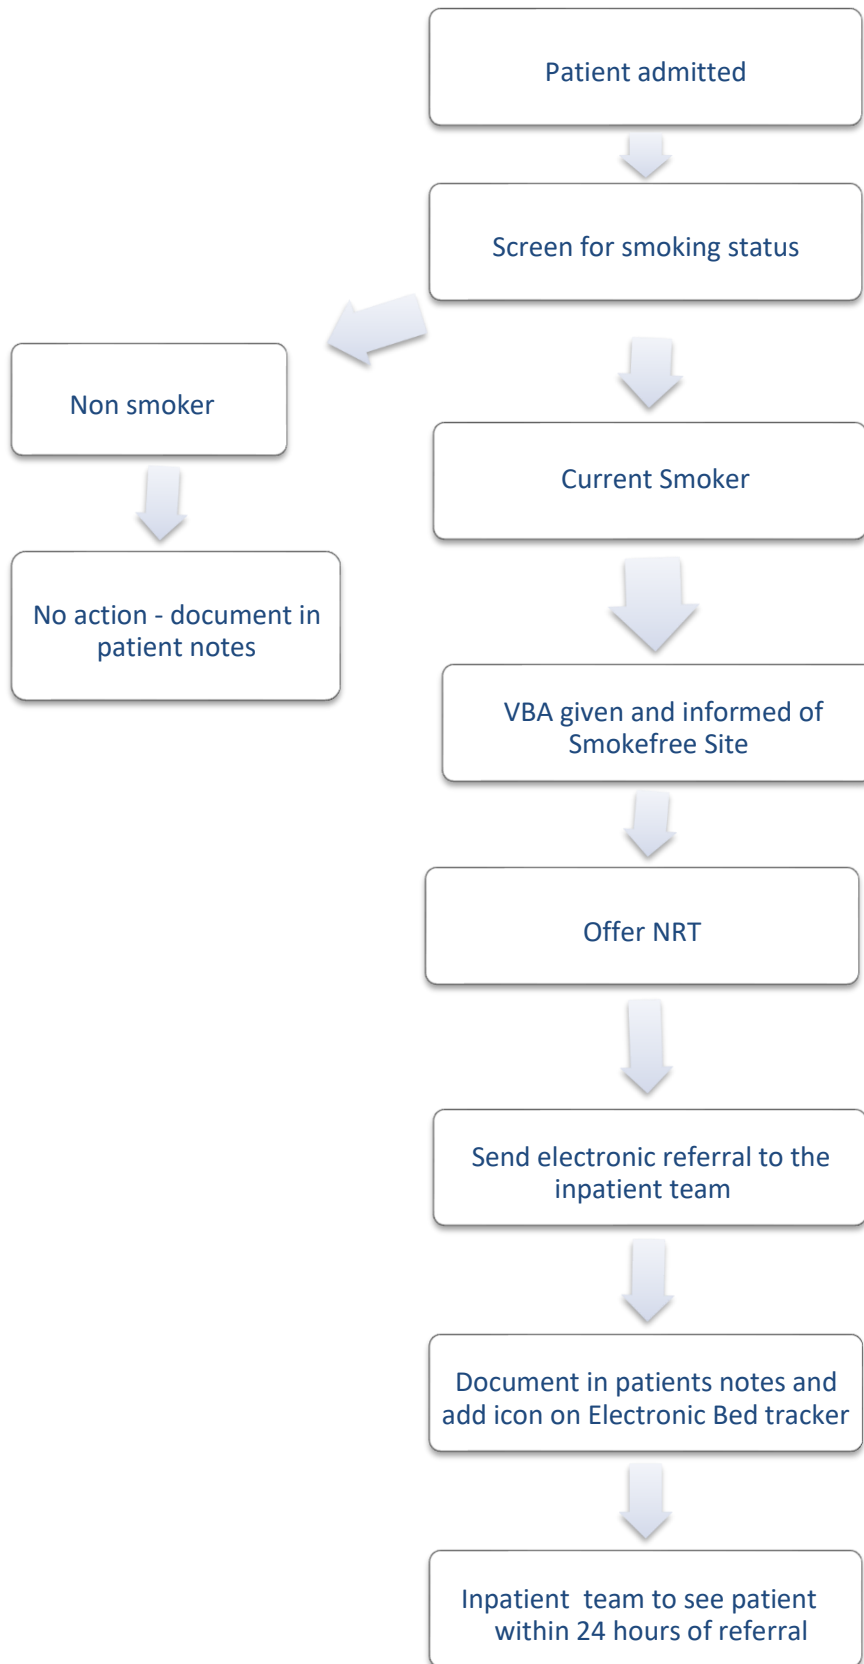 Patient admitted
Screen for smoking status
Non smoker
Current Smoker
No action - document in
patient notes
VBA given and informed of
Smokefree Site
Offer NRT
Send electronic referral to the
inpatient team
Document in patients notes and
add icon on Electronic Bed tracker
Inpatient team to see patient
within 24 hours of referral